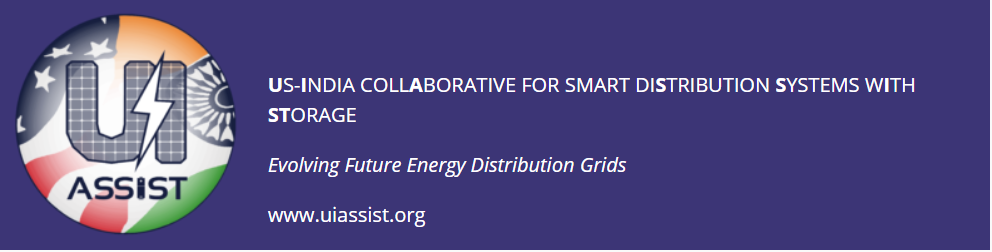 UI
ASSIST
US-INDIA COLLABORATIVE FOR SMART DISTRIBUTION SYSTEMS WITH
STORAGE
Evolving Future Energy Distribution Grids
www.uiassist.org